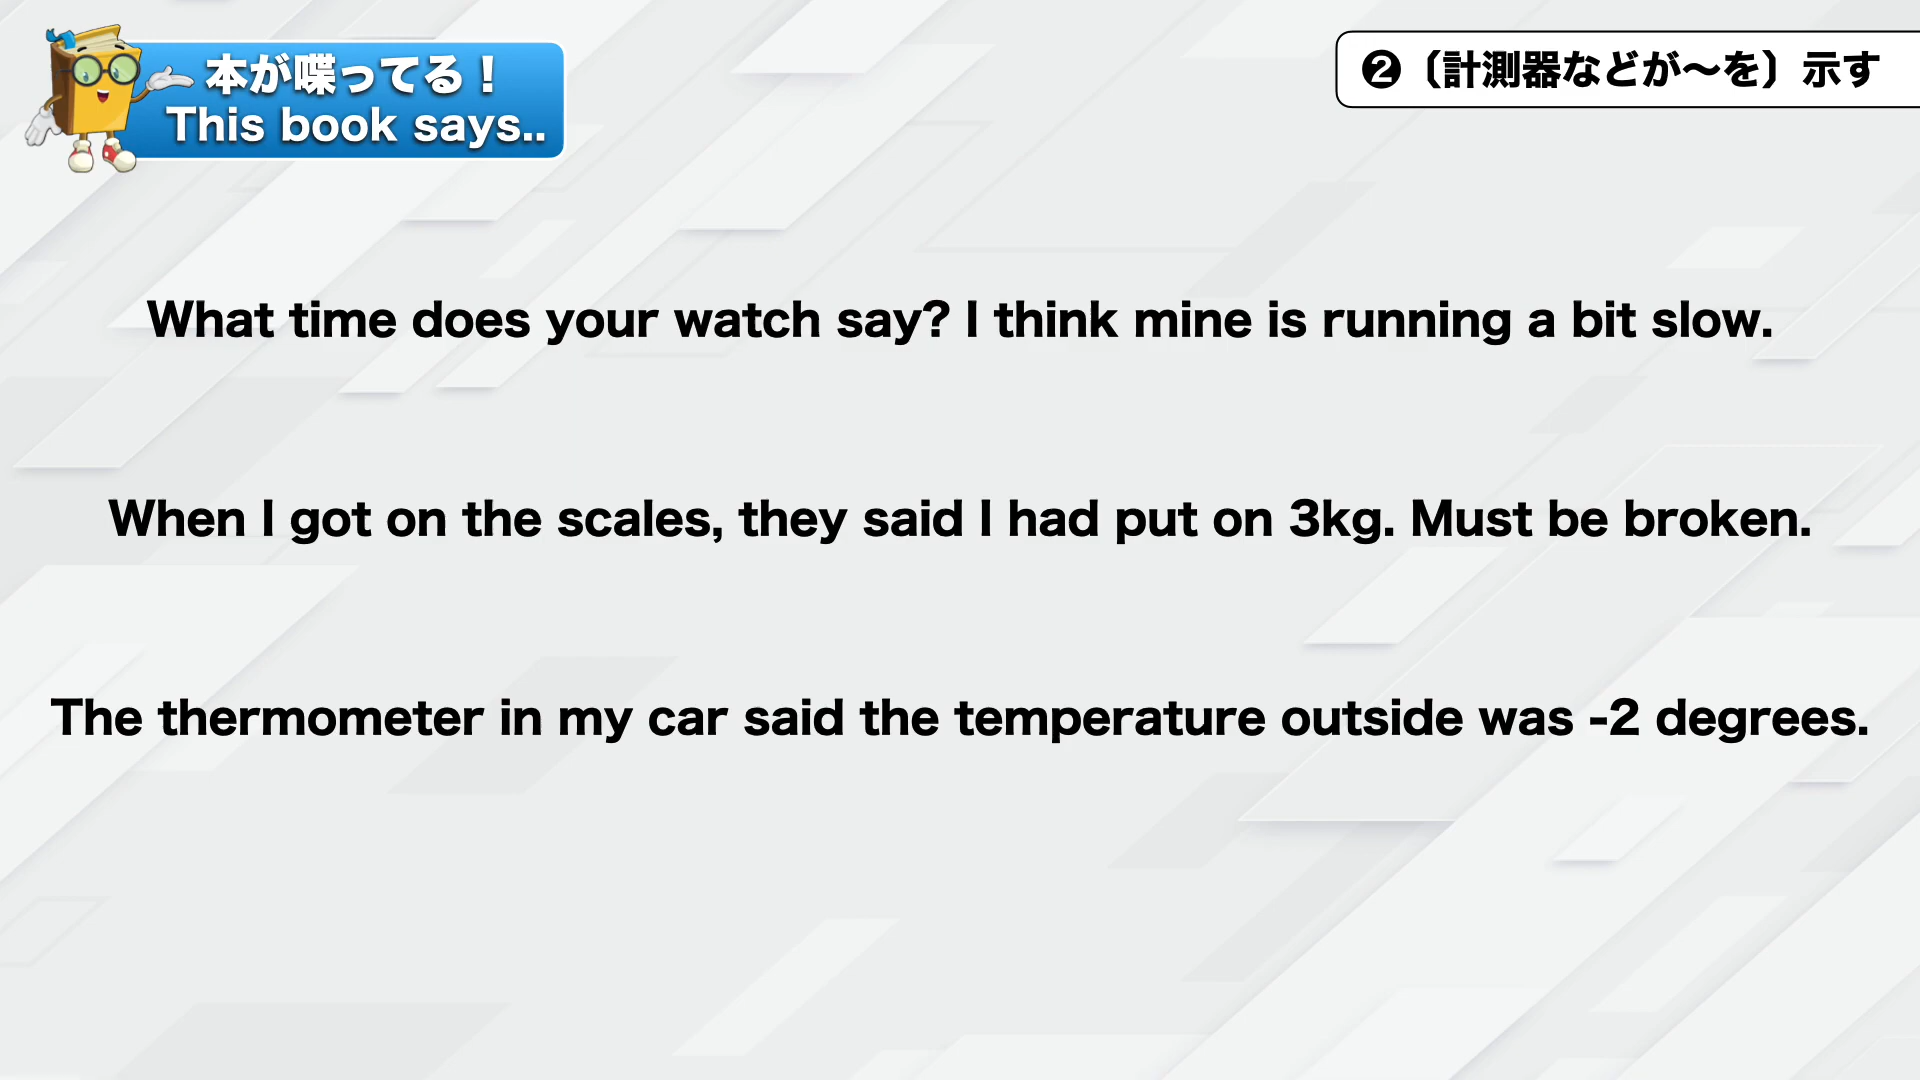 本が喋ってる！
This book says..
❷〔計測器などが〜を〕示す
What time does your watch say? I think mine is running a bit slow.
When I got on the scales, they said I had put on 3kg. Must be broken.
The thermometer in my car said the temperature outside was -2 degrees.